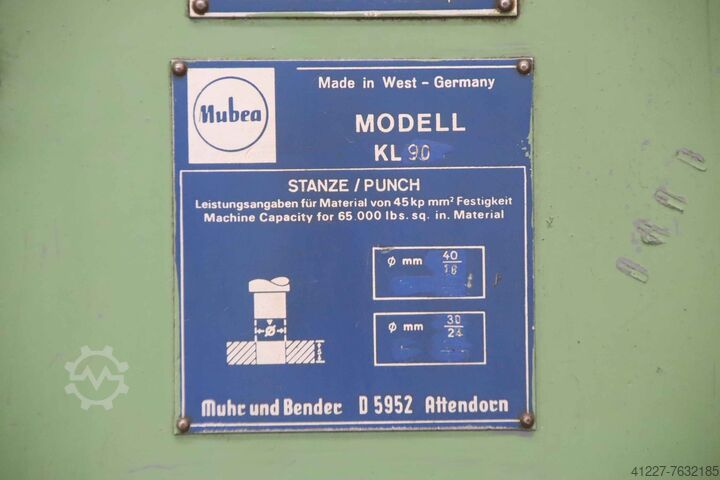 Mubea
Made in West - Germany
MODELL
KL 90
STANZE / PUNCH
Leistungsangaben für Material von 45 kp mm² Festigkeit
Machine Capacity for 65.000 lbs. sq. in. Material
Ø mm 40/18
Ø mm 30/24
Ø
Muhr und Bender D 5952 Attendorn
41227-7632185